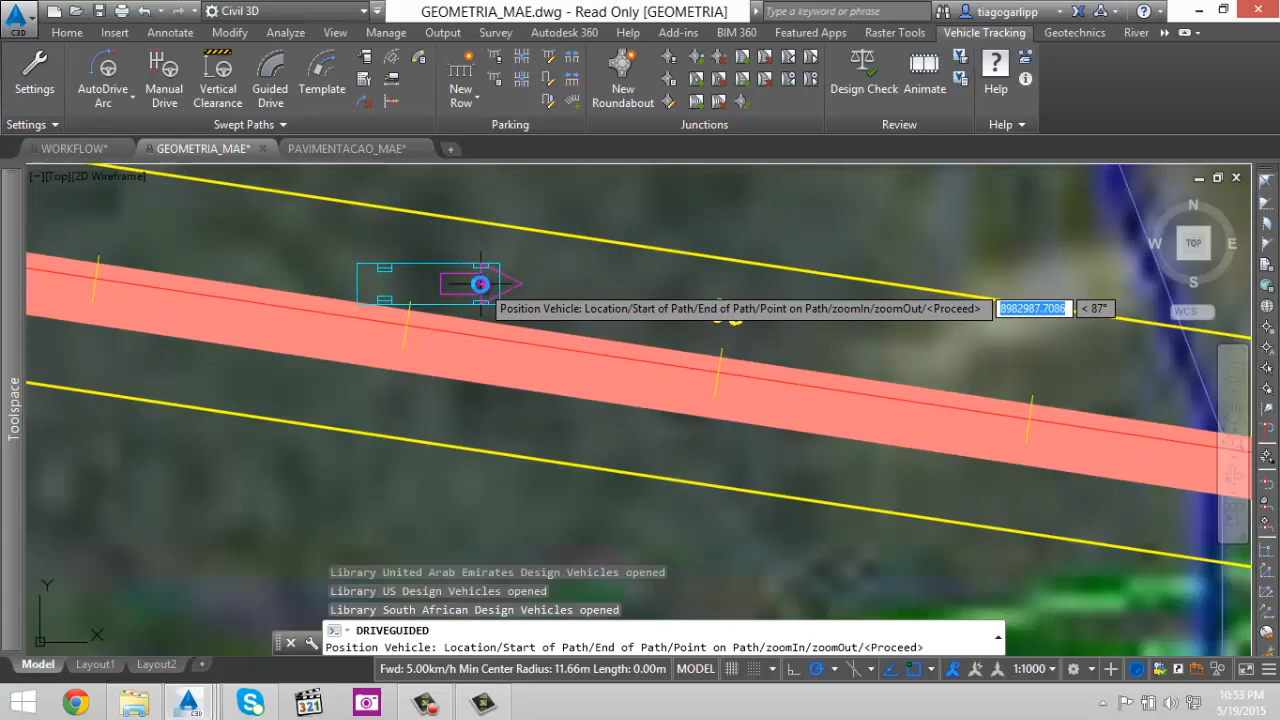 Civil 3D
GEOMETRIA_MAE.dwg - Read Only [GEOMETRIA]
Type a keyword or phrase
tiagogarlipp
C3D
Home Insert Annotate Modify Analyze View Manage Output Survey Autodesk 360 Help Add-ins BIM 360 Featured Apps Raster Tools Vehicle Tracking Geotechnics River
Settings AutoDrive Arc Manual Drive Vertical Clearance Guided Drive Template New Row New Roundabout Design Check Animate Help
Settings Swept Paths Parking Junctions Review Help
WORKFLOW* GEOMETRIA_MAE* PAVIMENTACAO_MAE*
[−][Top][2D Wireframe]
N
W TOP E
S
WCS
Position Vehicle: Location/Start of Path/End of Path/Point on Path/zoomIn/zoomOut/<Proceed> 8982987.7086 < 87°
Toolspace
Library United Arab Emirates Design Vehicles opened
Library US Design Vehicles opened
Library South African Design Vehicles opened
DRIVEGUIDED
Position Vehicle: Location/Start of Path/End of Path/Point on Path/zoomIn/zoomOut/<Proceed>
Y
X
Model Layout1 Layout2 +
Fwd: 5.00km/h Min Center Radius: 11.66m Length: 0.00m MODEL 1:1000
321
C3D
10:53 PM
5/19/2015